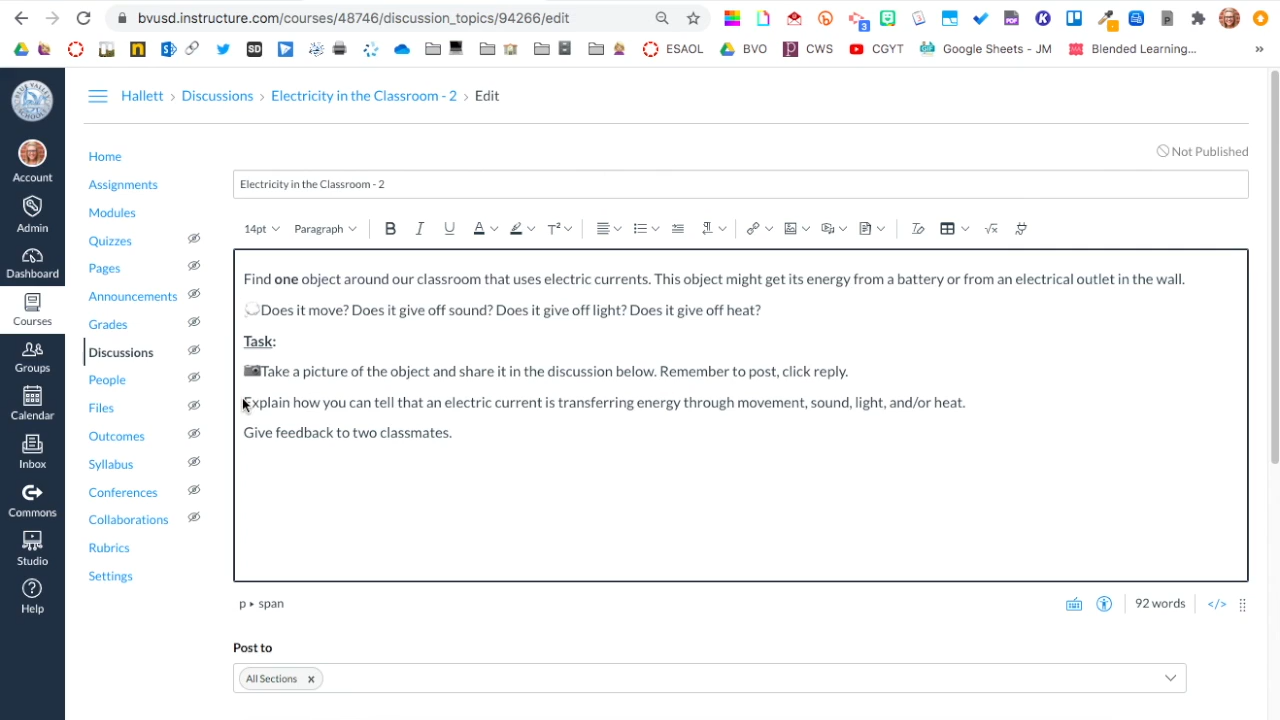 bvusd.instructure.com/courses/48746/discussion_topics/94266/edit
3
ESAOL
BVO
CWS
CGYT
Google Sheets - JM
Blended Learning...
»
Hallett › Discussions › Electricity in the Classroom - 2 › Edit
Account
Admin
Dashboard
Courses
Groups
Calendar
Inbox
Commons
Studio
Help
Home
Assignments
Modules
Quizzes
Pages
Announcements
Grades
Discussions
People
Files
Outcomes
Syllabus
Conferences
Collaborations
Rubrics
Settings
Not Published
Electricity in the Classroom - 2
14pt Paragraph B I U A T²
Find one object around our classroom that uses electric currents. This object might get its energy from a battery or from an electrical outlet in the wall.
Does it move? Does it give off sound? Does it give off light? Does it give off heat?
Task:
Take a picture of the object and share it in the discussion below. Remember to post, click reply.
Explain how you can tell that an electric current is transferring energy through movement, sound, light, and/or heat.
Give feedback to two classmates.
p ▸ span
92 words </>
Post to
All Sections x